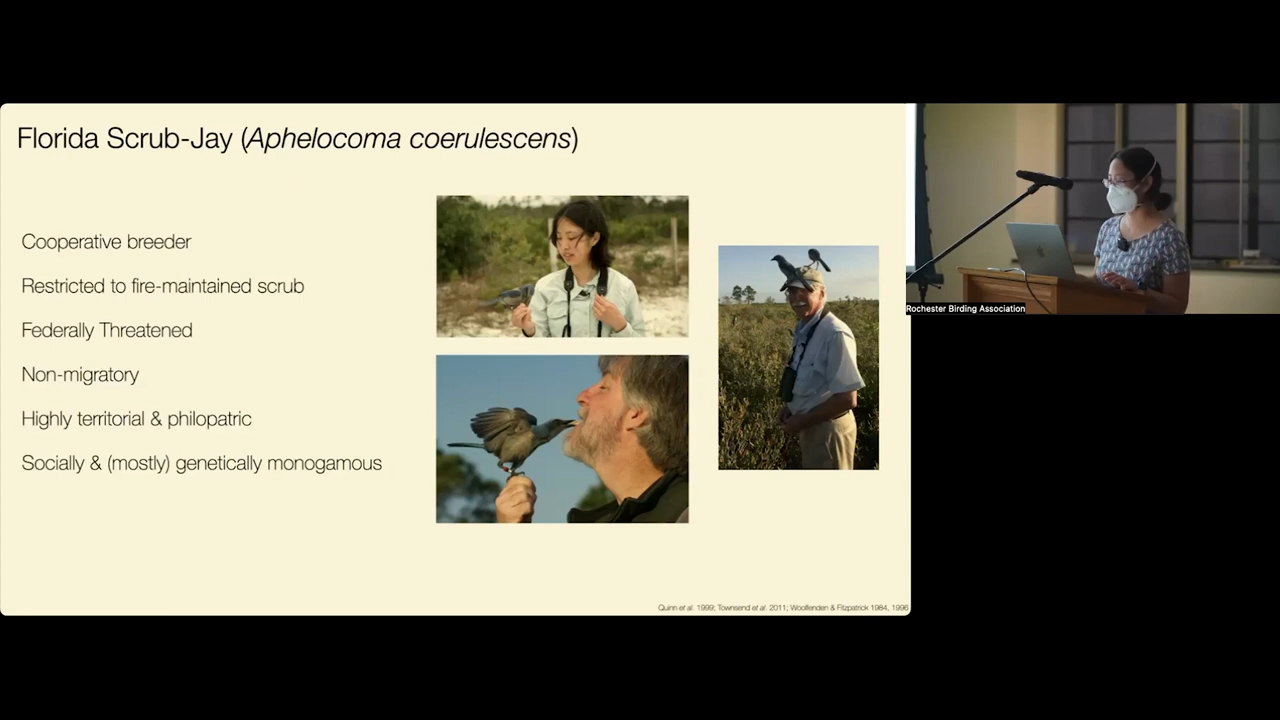 Florida Scrub-Jay (Aphelocoma coerulescens)
Cooperative breeder
Restricted to fire-maintained scrub
Federally Threatened
Non-migratory
Highly territorial & philopatric
Socially & (mostly) genetically monogamous
Quinn et al. 1999; Townsend et al. 2011; Woolfenden & Fitzpatrick 1984, 1996
Rochester Birding Association